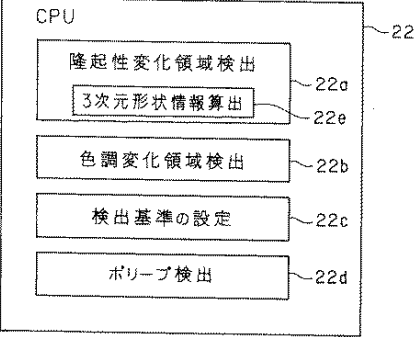 CPU
22
隆起性変化領域検出
22a
3次元形状情報算出
22e
色調変化領域検出
22b
検出基準の設定
22c
ポリープ検出
22d